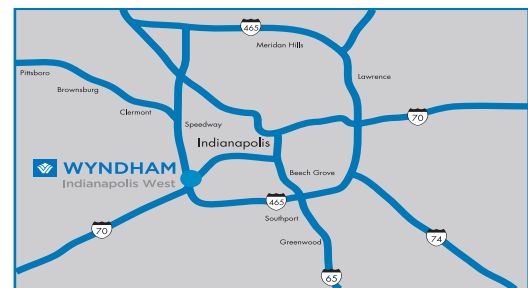 465
Meridan Hills
Pittsboro
Lawrence
Brownsburg
Clermont
Speedway
70
Indianapolis
WYNDHAM
Indianapolis West
Beech Grove
465
Southport
70
Greenwood
74
65